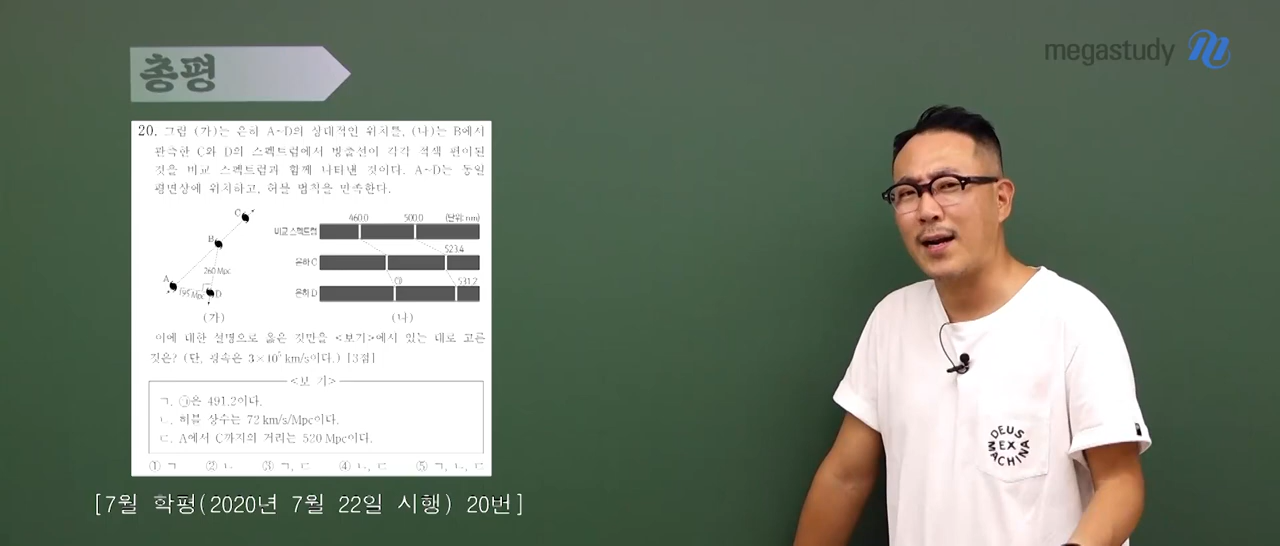 총평
megastudy
20. 그림 (가)는 은하 A~D의 상대적인 위치를, (나)는 B에서
관측한 C와 D의 스펙트럼에서 방출선이 각각 적색 편이된
것을 비교 스펙트럼과 함께 나타낸 것이다. A~D는 동일
평면상에 위치하고, 허블 법칙을 만족한다.
C
B
260 Mpc
A
195 Mpc
D
(가)
460.0 500.0 (단위: nm)
비교 스펙트럼
523.4
은하 C
㉠ 531.2
은하 D
(나)
이에 대한 설명으로 옳은 것만을 <보기>에서 있는 대로 고른
것은? (단, 광속은 3×10⁵ km/s이다.) [3점]
<보 기>
ㄱ. ㉠은 491.2이다.
ㄴ. 허블 상수는 72 km/s/Mpc이다.
ㄷ. A에서 C까지의 거리는 520 Mpc이다.
① ㄱ ② ㄴ ③ ㄱ, ㄷ ④ ㄴ, ㄷ ⑤ ㄱ, ㄴ, ㄷ
[7월 학평(2020년 7월 22일 시행) 20번]
DEUS
EX
MACHINA